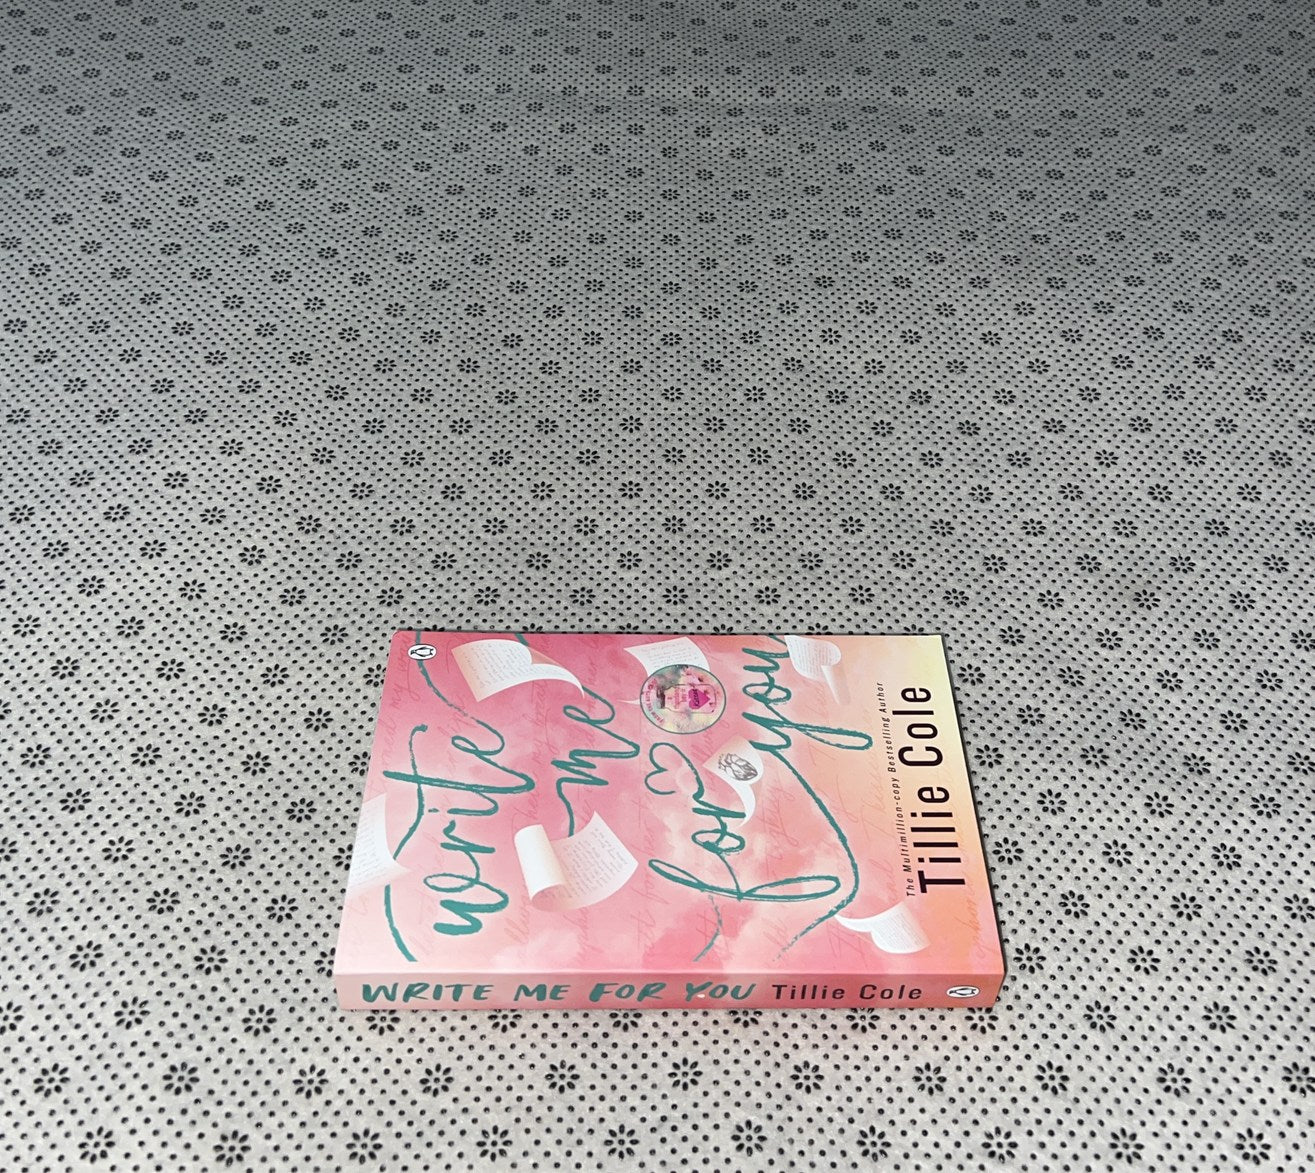 write
me
for
you
The Multimillion-copy Bestselling Author
Tillie Cole
WRITE ME FOR YOU Tillie Cole